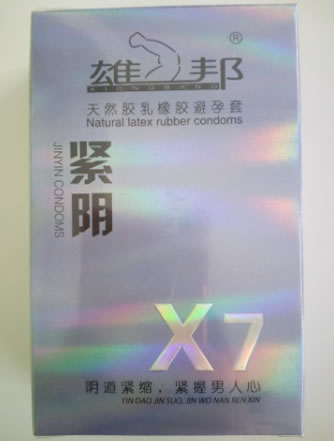 雄邦®
XIONGBANG
天然胶乳橡胶避孕套
Natural latex rubber condoms
紧阴
JINYIN CONDOMS
X7
阴道紧缩，紧握男人心
YIN DAO JIN SUO, JIN WO NAN REN XIN